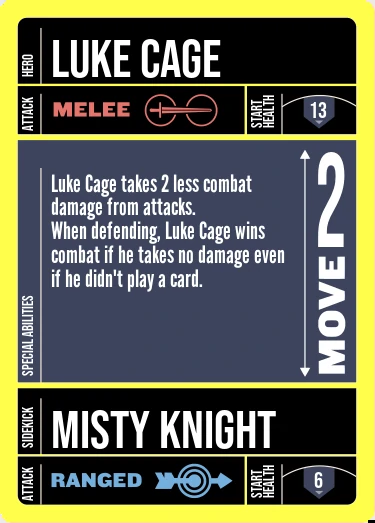 HERO
LUKE CAGE
ATTACK
MELEE
START
HEALTH
13
SPECIAL ABILITIES
Luke Cage takes 2 less combat
damage from attacks.
When defending, Luke Cage wins
combat if he takes no damage even
if he didn't play a card.
MOVE 2
SIDEKICK
MISTY KNIGHT
ATTACK
RANGED
START
HEALTH
6